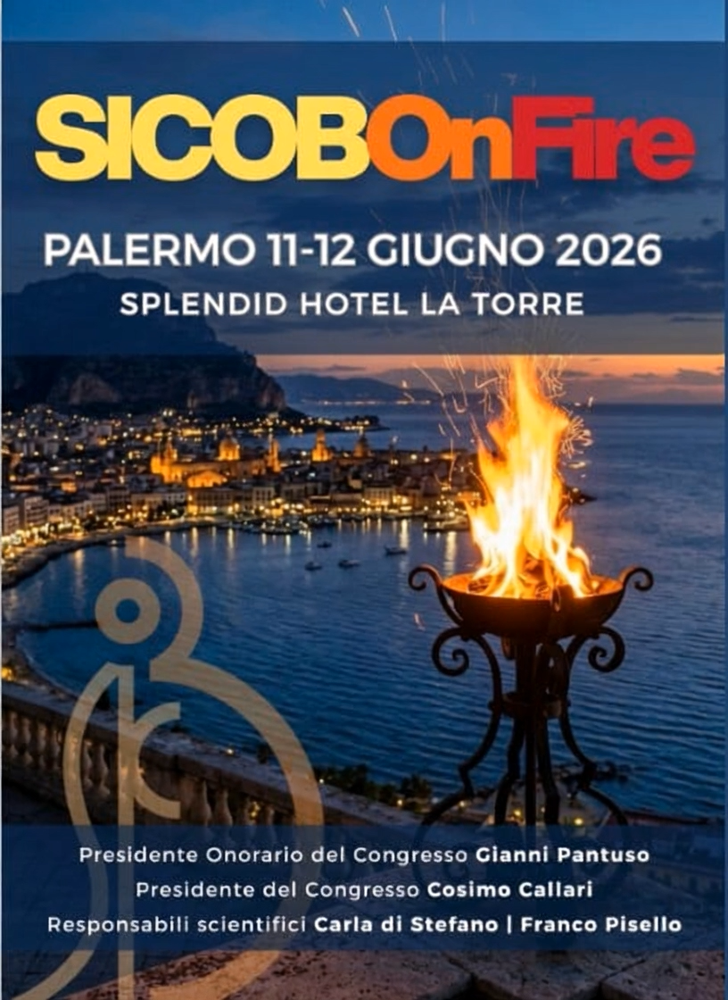 SICOBOnFire
PALERMO 11-12 GIUGNO 2026
SPLENDID HOTEL LA TORRE
Presidente Onorario del Congresso Gianni Pantuso
Presidente del Congresso Cosimo Callari
Responsabili scientifici Carla di Stefano | Franco Pisello